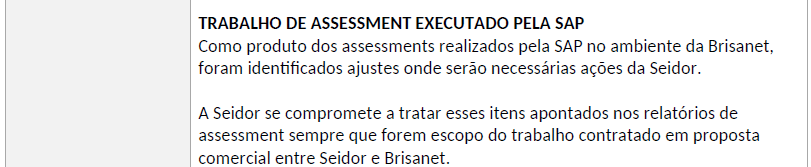 TRABALHO DE ASSESSMENT EXECUTADO PELA SAP
Como produto dos assessments realizados pela SAP no ambiente da Brisanet,
foram identificados ajustes onde serão necessárias ações da Seidor.
A Seidor se compromete a tratar esses itens apontados nos relatórios de
assessment sempre que forem escopo do trabalho contratado em proposta
comercial entre Seidor e Brisanet.